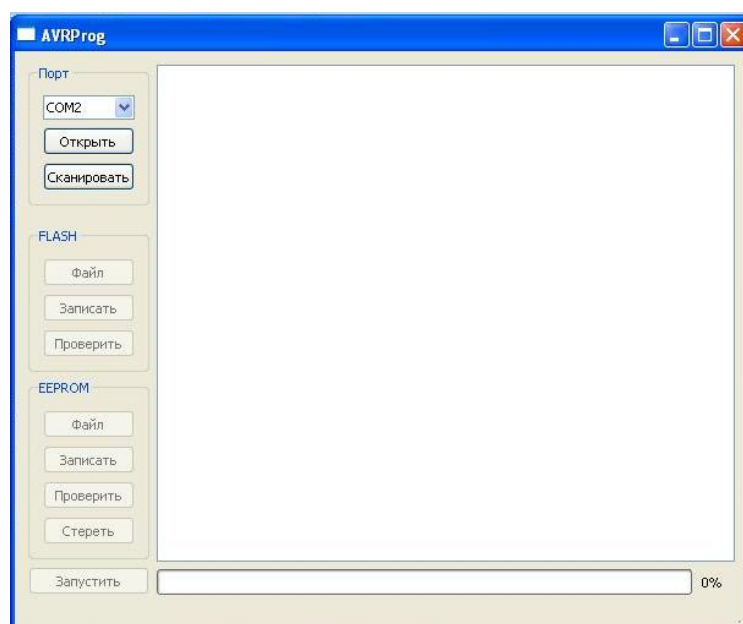 AVRProg
Порт
COM2
Открыть
Сканировать
FLASH
Файл
Записать
Проверить
EEPROM
Файл
Записать
Проверить
Стереть
Запустить
0%